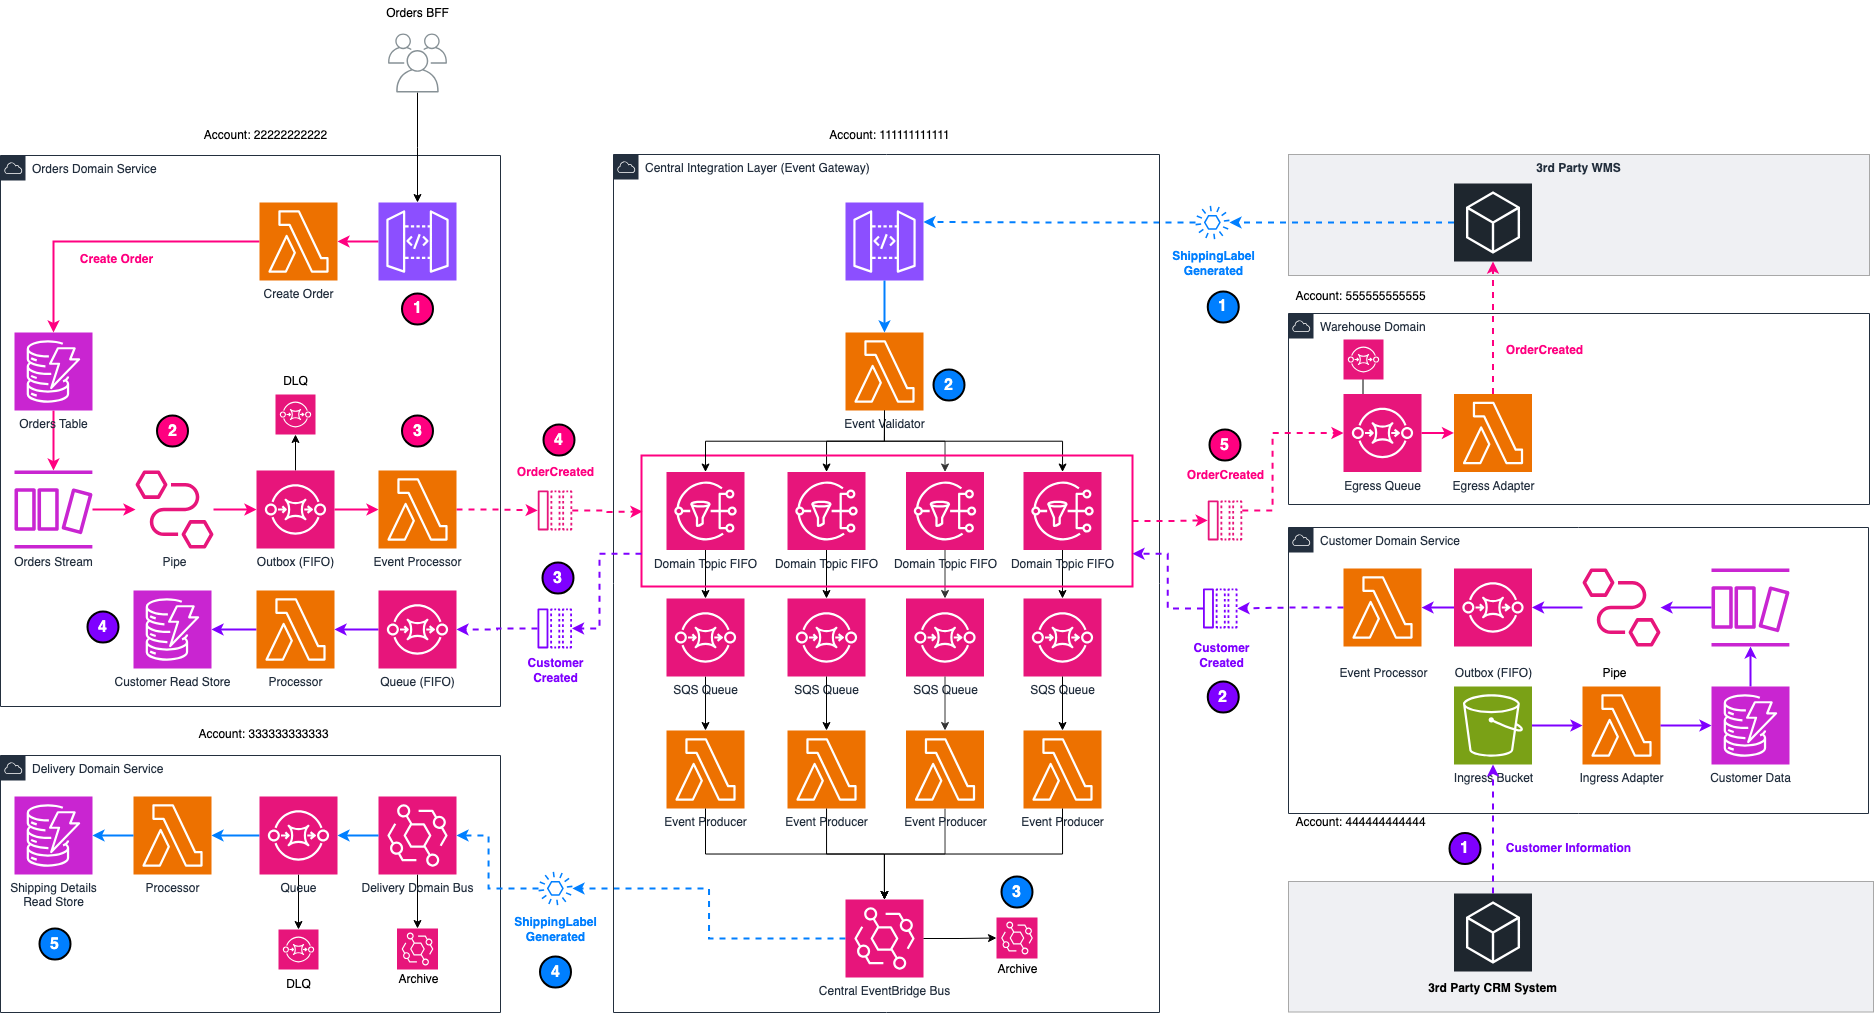 Orders BFF
Account: 22222222222
Orders Domain Service
Create Order
Create Order
1
Orders Table
DLQ
2
3
Orders Stream
Pipe
Outbox (FIFO)
Event Processor
4
OrderCreated
3
Customer
Created
4
Customer Read Store
Processor
Queue (FIFO)
Account: 333333333333
Delivery Domain Service
Shipping Details
Read Store
Processor
Queue
Delivery Domain Bus
5
DLQ
Archive
ShippingLabel
Generated
4
Account: 111111111111
Central Integration Layer (Event Gateway)
Event Validator
2
Domain Topic FIFO
Domain Topic FIFO
Domain Topic FIFO
Domain Topic FIFO
SQS Queue
SQS Queue
SQS Queue
SQS Queue
Event Producer
Event Producer
Event Producer
Event Producer
3
Archive
Central EventBridge Bus
ShippingLabel
Generated
1
3rd Party WMS
Account: 555555555555
Warehouse Domain
OrderCreated
5
OrderCreated
Egress Queue
Egress Adapter
Customer Domain Service
Customer
Created
2
Event Processor
Outbox (FIFO)
Pipe
Ingress Bucket
Ingress Adapter
Customer Data
Account: 444444444444
1
Customer Information
3rd Party CRM System